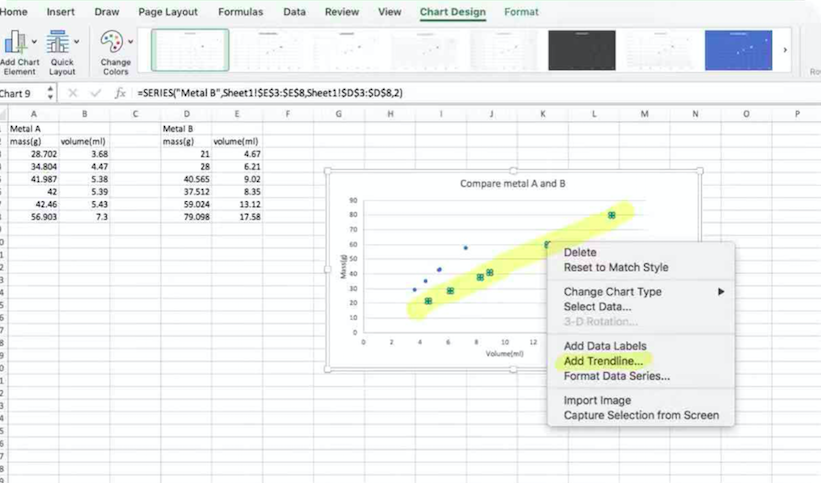 Home Insert Draw Page Layout Formulas Data Review View Chart Design Format
Add Chart Element Quick Layout Change Colors
Chart 9 fx =SERIES("Metal B",Sheet1!$E$3:$E$8,Sheet1!$D$3:$D$8,2)
A B C D E F G H I J K L M N O P
Metal A Metal B
mass(g) volume(ml) mass(g) volume(ml)
28.702 3.68 21 4.67
34.804 4.47 28 6.21
41.987 5.38 40.565 9.02
42 5.39 37.512 8.35
42.46 5.43 59.024 13.12
56.903 7.3 79.098 17.58
Compare metal A and B
90
80
70
60
50
40
30
20
10
0
Mass(g)
0 2 4 6 8 10 12
Volume(ml)
Delete
Reset to Match Style
Change Chart Type
Select Data...
3-D Rotation...
Add Data Labels
Add Trendline...
Format Data Series...
Import Image
Capture Selection from Screen